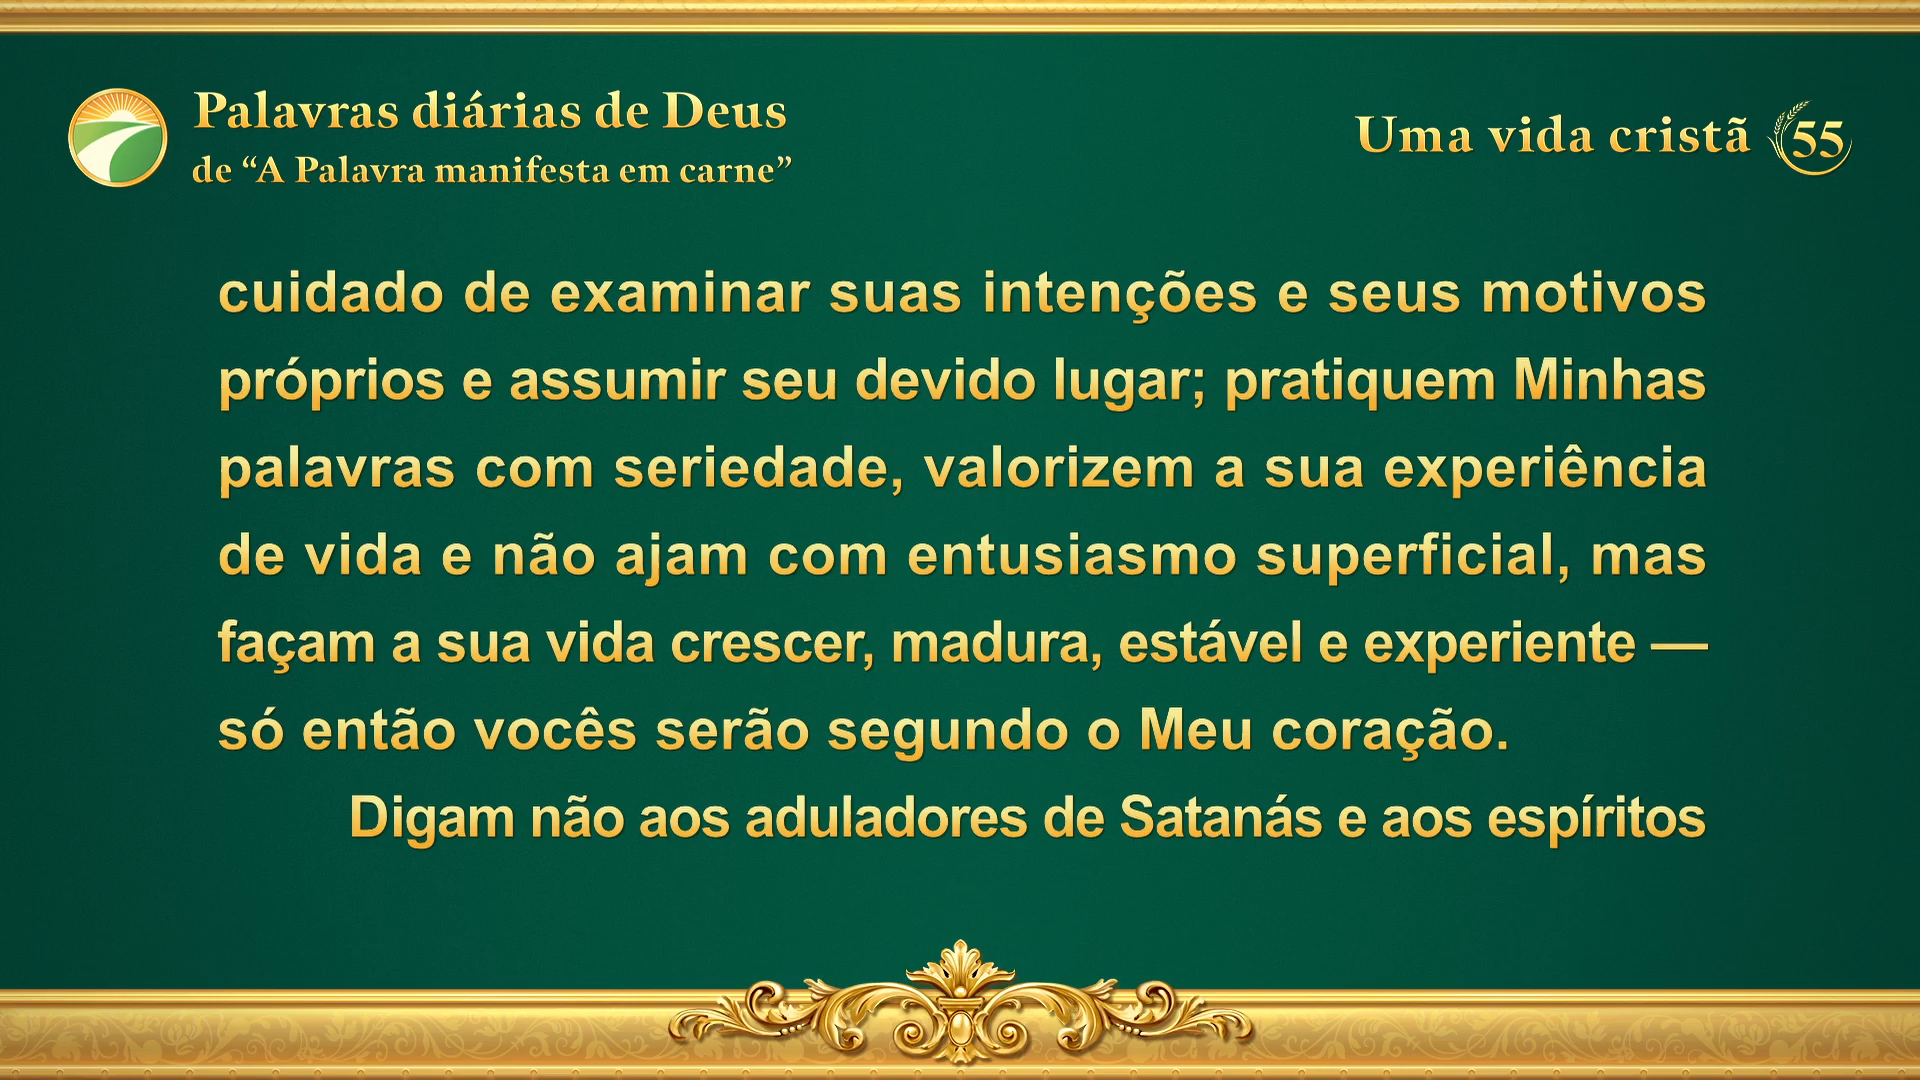 Palavras diárias de Deus
de “A Palavra manifesta em carne”
Uma vida cristã 55
cuidado de examinar suas intenções e seus motivos
próprios e assumir seu devido lugar; pratiquem Minhas
palavras com seriedade, valorizem a sua experiência
de vida e não ajam com entusiasmo superficial, mas
façam a sua vida crescer, madura, estável e experiente —
só então vocês serão segundo o Meu coração.
Digam não aos aduladores de Satanás e aos espíritos